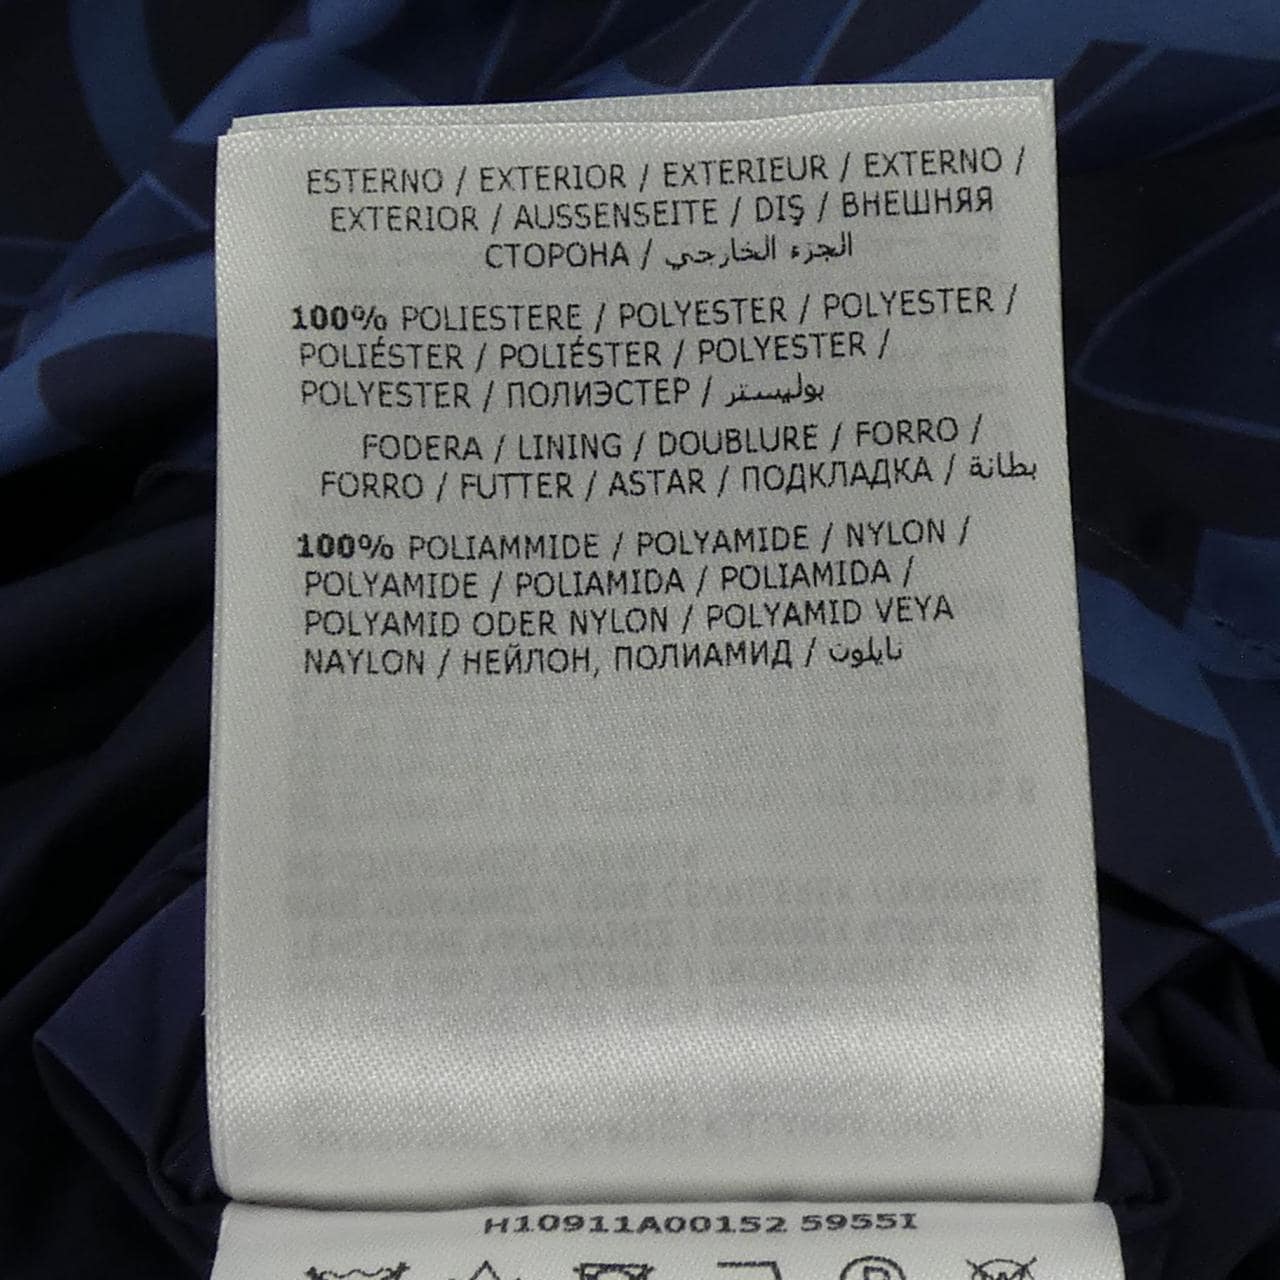 ESTERNO / EXTERIOR / EXTERIEUR / EXTERNO /
EXTERIOR / AUSSENSEITE / DIŞ / ВНЕШНЯЯ
СТОРОНА / الجزء الخارجي
100% POLIESTERE / POLYESTER / POLYESTER /
POLIÉSTER / POLIÉSTER / POLYESTER /
POLYESTER / ПОЛИЭСТЕР / بوليستر
FODERA / LINING / DOUBLURE / FORRO /
FORRO / FUTTER / ASTAR / ПОДКЛАДКА / بطانة
100% POLIAMMIDE / POLYAMIDE / NYLON /
POLYAMIDE / POLIAMIDA / POLIAMIDA /
POLYAMID ODER NYLON / POLYAMID VEYA
NAYLON / НЕЙЛОН, ПОЛИАМИД / نايلون
H10911A00152 5955I